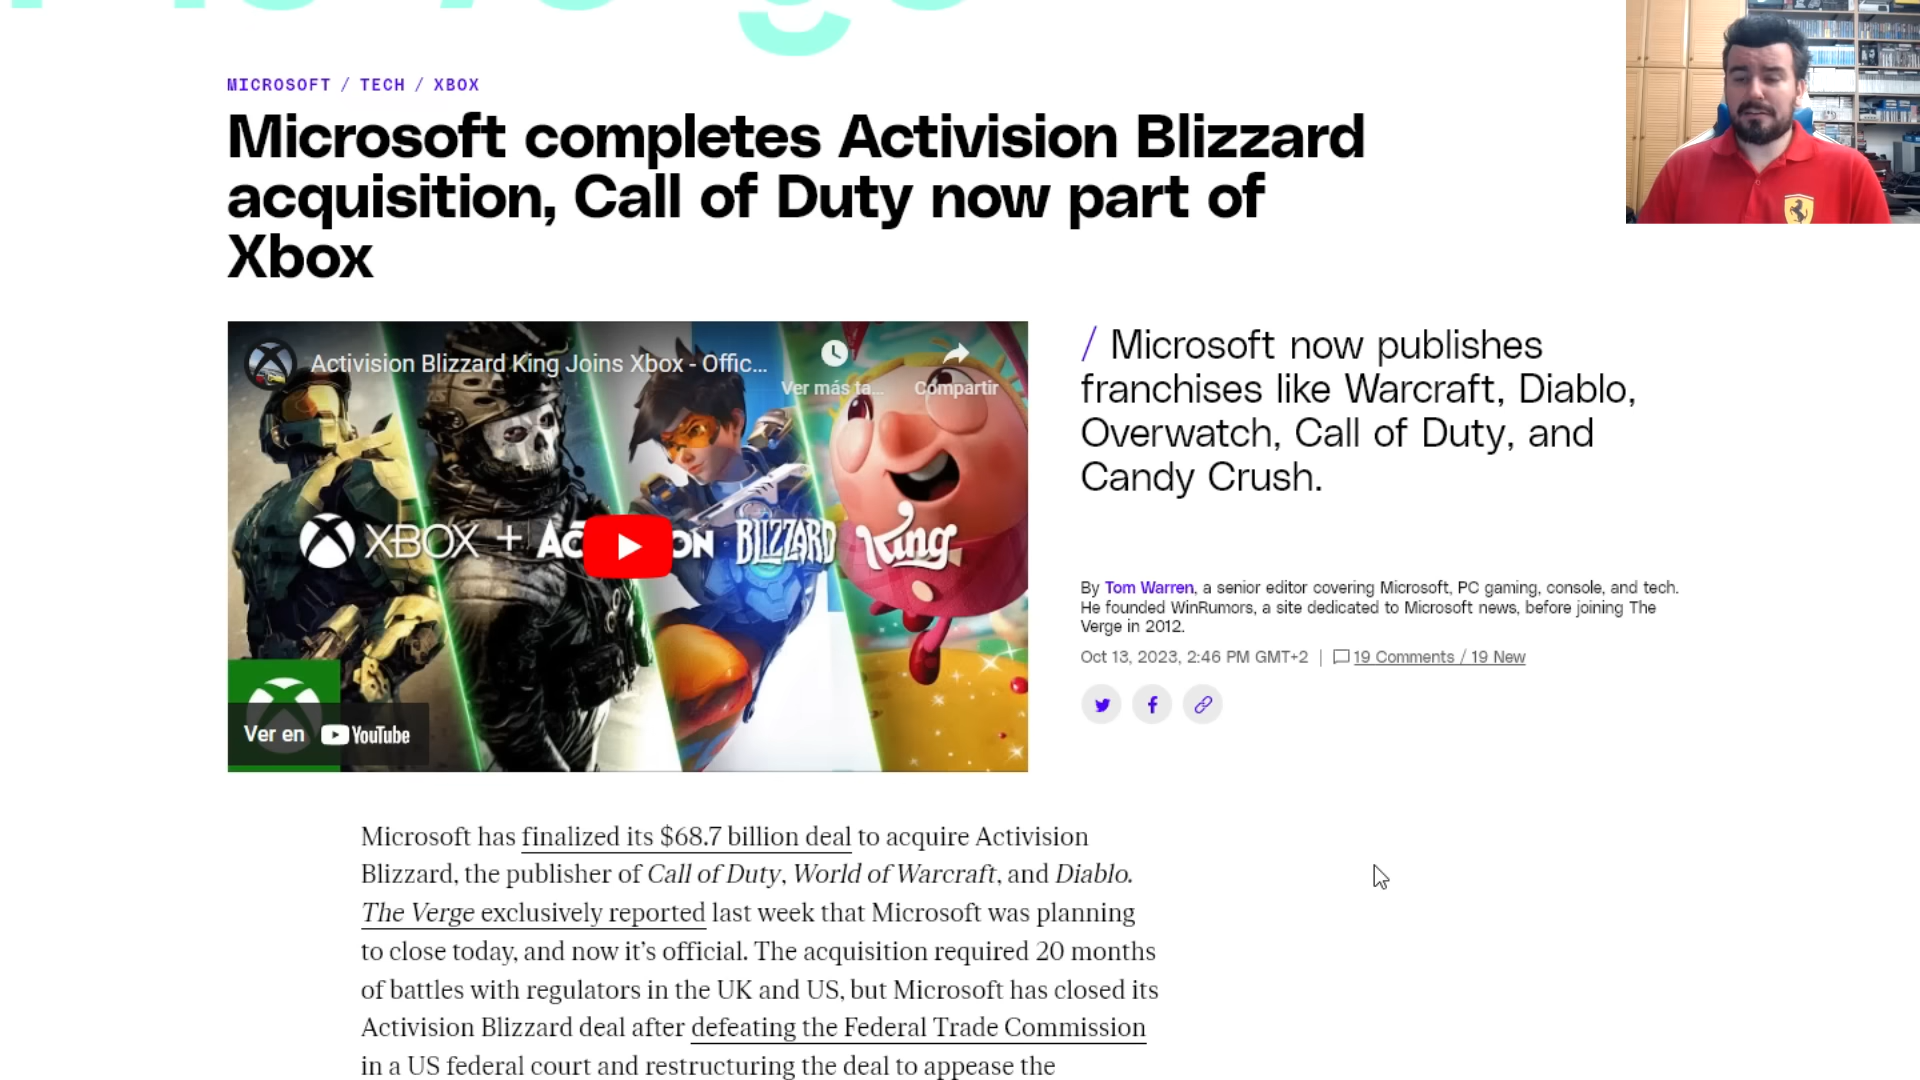 MICROSOFT / TECH / XBOX
Microsoft completes Activision Blizzard
acquisition, Call of Duty now part of
Xbox
Activision Blizzard King Joins Xbox - Offic...
Ver más ta...
Compartir
XBOX + AC ON BLIZZARD King
Ver en YouTube
/ Microsoft now publishes
franchises like Warcraft, Diablo,
Overwatch, Call of Duty, and
Candy Crush.
By Tom Warren, a senior editor covering Microsoft, PC gaming, console, and tech.
He founded WinRumors, a site dedicated to Microsoft news, before joining The
Verge in 2012.
Oct 13, 2023, 2:46 PM GMT+2 | 19 Comments / 19 New
Microsoft has finalized its $68.7 billion deal to acquire Activision
Blizzard, the publisher of Call of Duty, World of Warcraft, and Diablo.
The Verge exclusively reported last week that Microsoft was planning
to close today, and now it's official. The acquisition required 20 months
of battles with regulators in the UK and US, but Microsoft has closed its
Activision Blizzard deal after defeating the Federal Trade Commission
in a US federal court and restructuring the deal to appease the